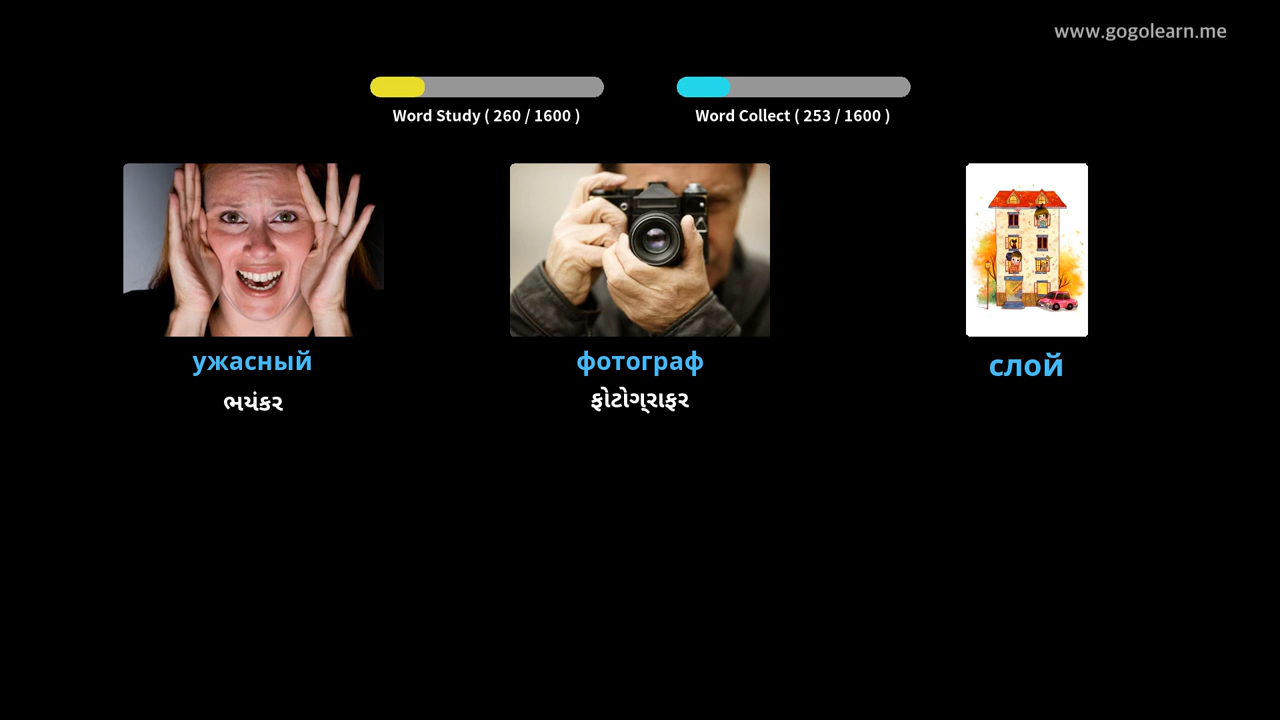 www.gogolearn.me
Word Study ( 260 / 1600 )
Word Collect ( 253 / 1600 )
ужасный
фотограф
слой
ભયંકર
ફોટોગ્રાફર